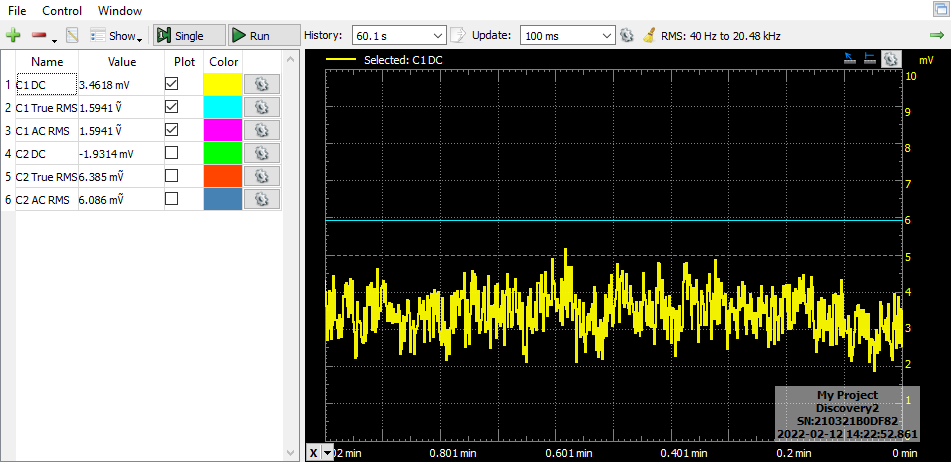 File Control Window
Show Single Run History: 60.1 s Update: 100 ms RMS: 40 Hz to 20.48 kHz
Name Value Plot Color
1 C1 DC 3.4618 mV
2 C1 True RMS 1.5941 Ṽ
3 C1 AC RMS 1.5941 Ṽ
4 C2 DC -1.9314 mV
5 C2 True RMS 6.385 mṼ
6 C2 AC RMS 6.086 mṼ
Selected: C1 DC
mV
10
9
8
7
6
5
4
3
2
1
My Project
Discovery2
SN:210321B0DF82
2022-02-12 14:22:52.861
X 02 min 0.801 min 0.601 min 0.401 min 0.2 min 0 min